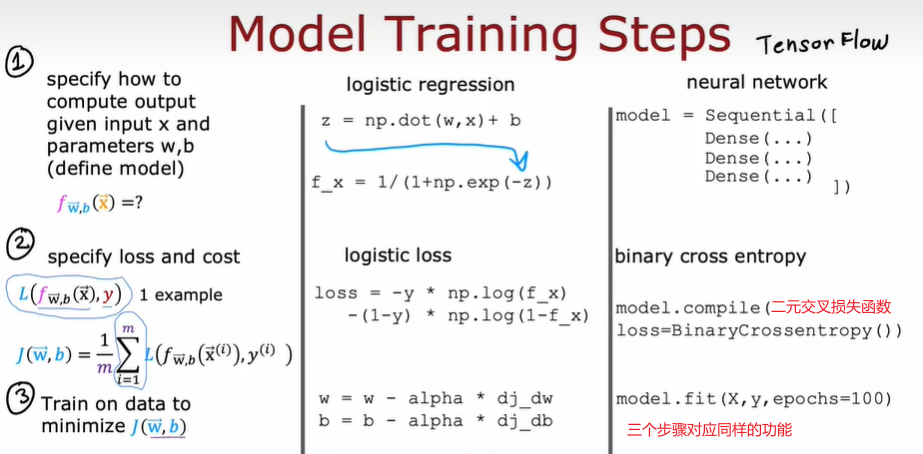 Model Training Steps TensorFlow
①
specify how to
compute output
given input x and
parameters w,b
(define model)
f_{\vec{w},b}(\vec{x}) =?
logistic regression
z = np.dot(w,x)+ b
f_x = 1/(1+np.exp(-z))
neural network
model = Sequential([
Dense(...)
Dense(...)
Dense(...)
])
②
specify loss and cost
L(f_{\vec{w},b}(\vec{x}),y) 1 example
J(\vec{w},b) = \frac{1}{m} \sum_{i=1}^{m} L(f_{\vec{w},b}(\vec{x}^{(i)}),y^{(i)})
logistic loss
loss = -y * np.log(f_x)
-(1-y) * np.log(1-f_x)
binary cross entropy
model.compile(二元交叉损失函数
loss=BinaryCrossentropy())
③
Train on data to
minimize J(\vec{w},b)
w = w - alpha * dj_dw
b = b - alpha * dj_db
model.fit(X,y,epochs=100)
三个步骤对应同样的功能